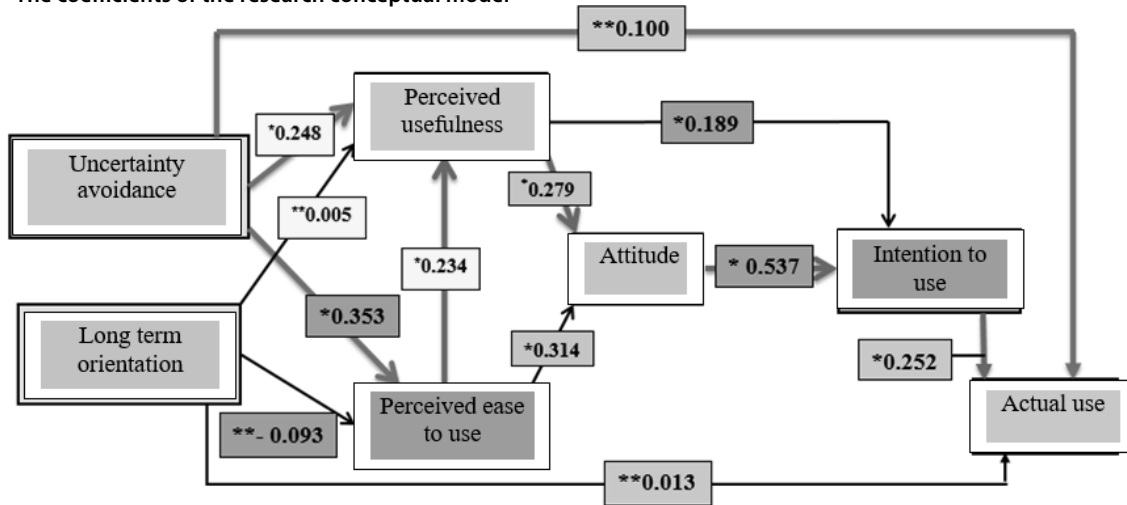 The coefficients of the research conceptual model
**0.100
Perceived
usefulness
*0.248
*0.189
Uncertainty
avoidance
*0.279
**0.005
Attitude
* 0.537
Intention to
use
*0.234
*0.353
Long term
orientation
*0.314
*0.252
Perceived ease
to use
Actual use
**- 0.093
**0.013